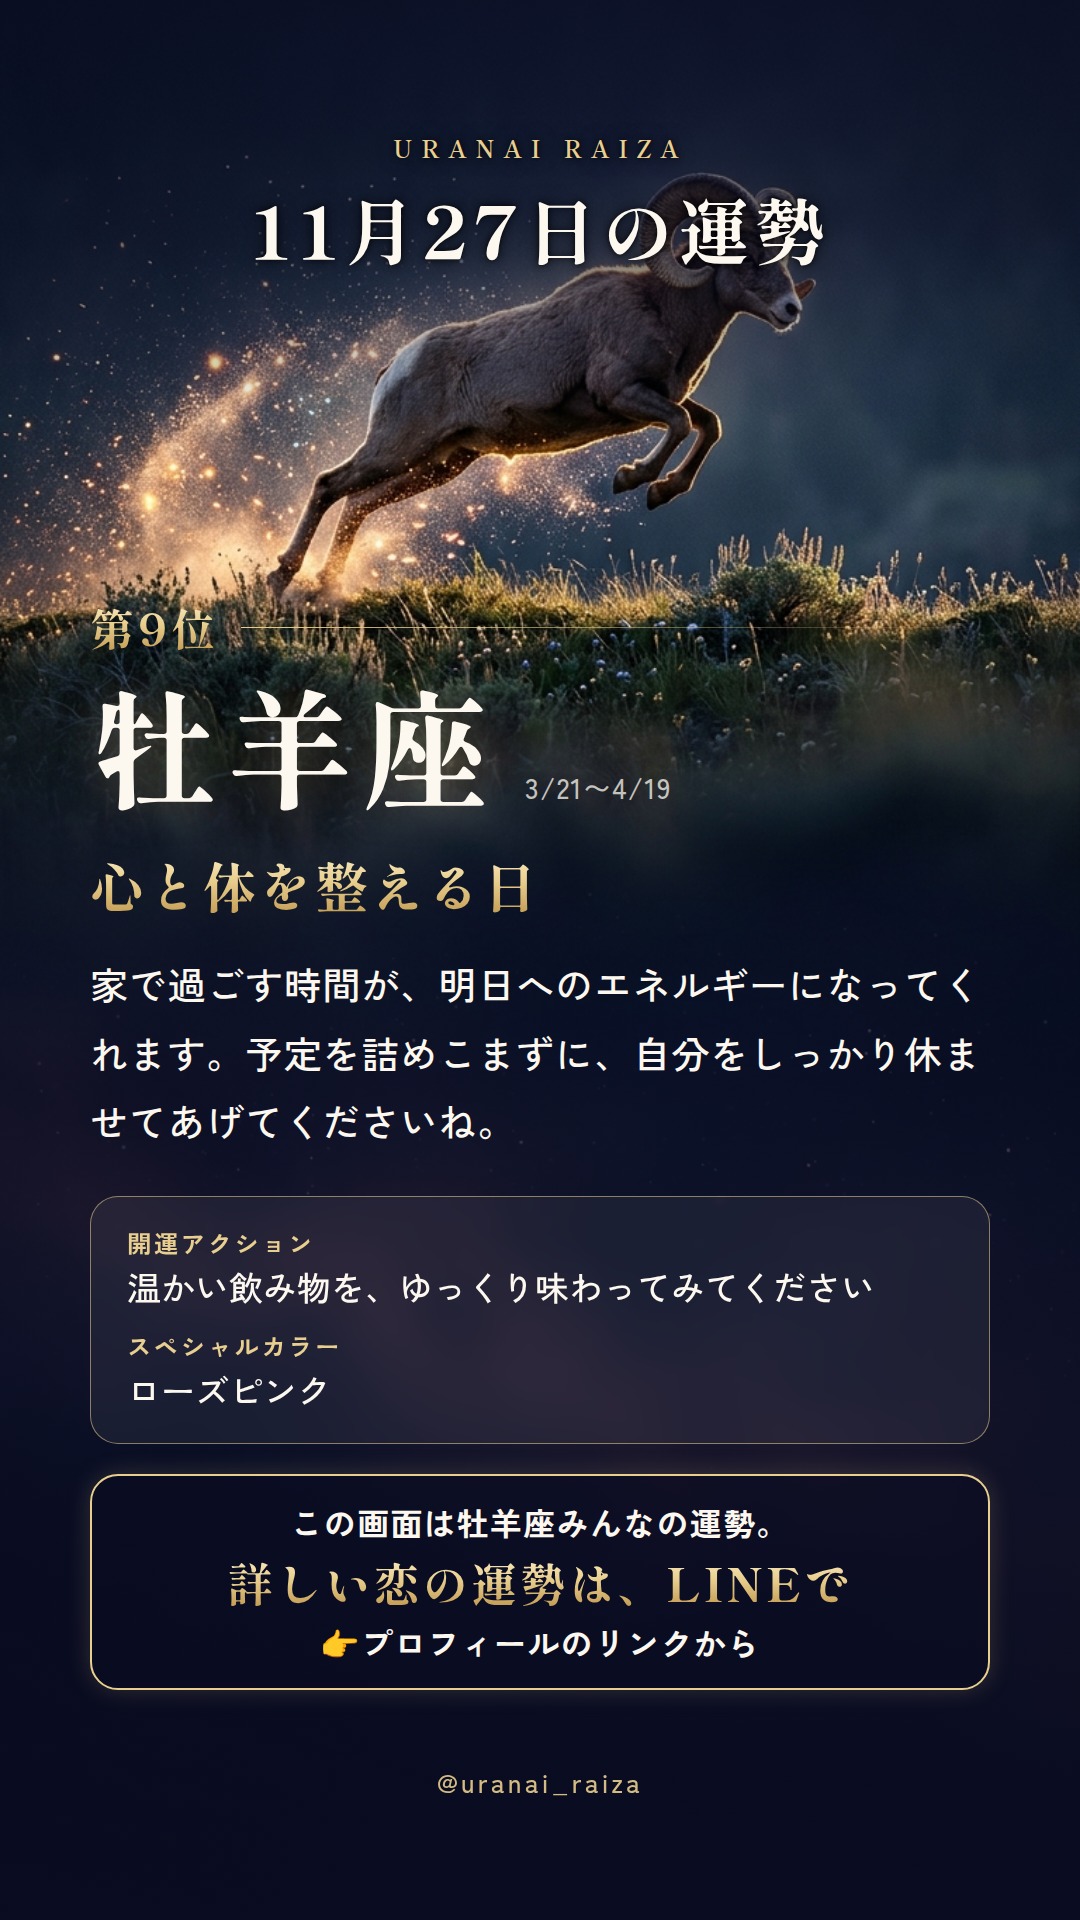 URANAI RAIZA
11月27日の運勢
第9位
牡羊座
3/21〜4/19
心と体を整える日
家で過ごす時間が、明日へのエネルギーになってく
れます。予定を詰めこまずに、自分をしっかり休ま
せてあげてくださいね。
開運アクション
温かい飲み物を、ゆっくり味わってみてください
スペシャルカラー
ローズピンク
この画面は牡羊座みんなの運勢。
詳しい恋の運勢は、LINEで
👉プロフィールのリンクから
@uranai_raiza